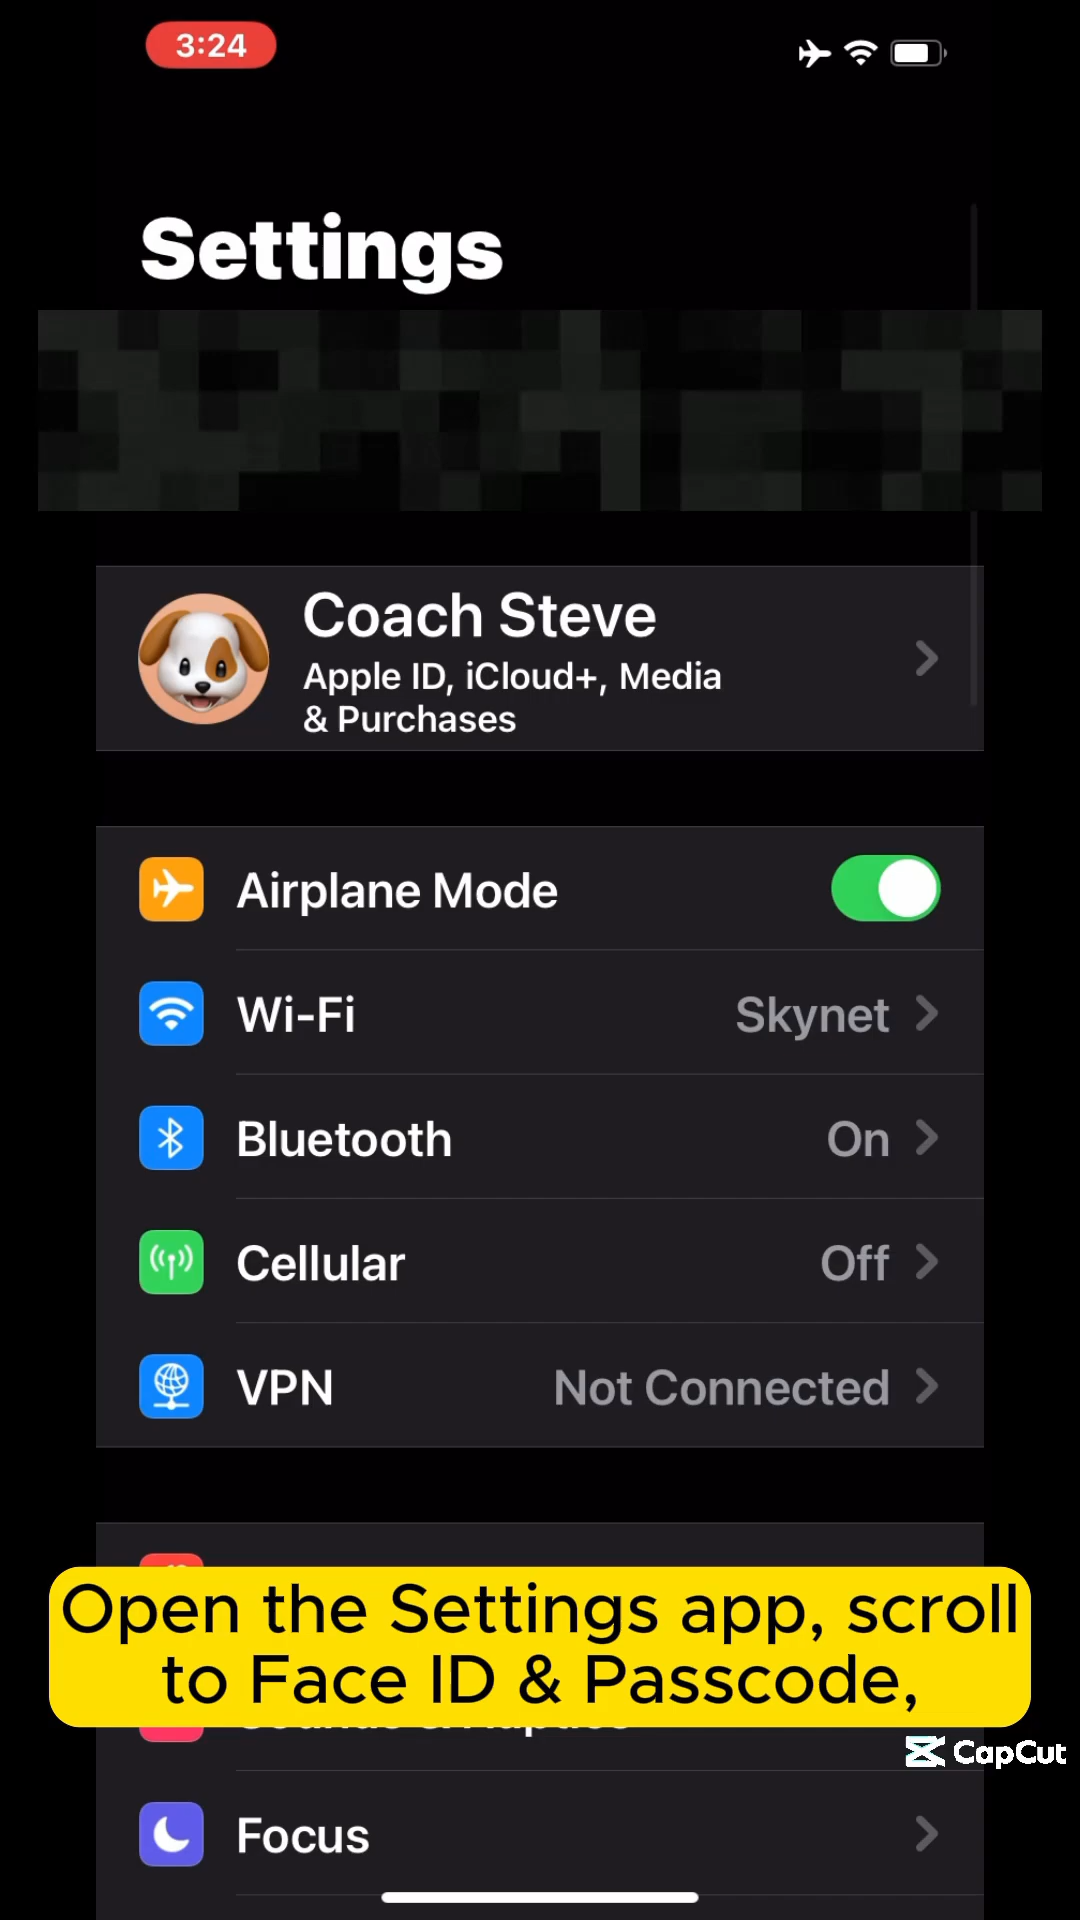 3:24
Settings
Coach Steve
Apple ID, iCloud+, Media
& Purchases
Airplane Mode
Wi-Fi Skynet
Bluetooth On
Cellular Off
VPN Not Connected
Open the Settings app, scroll
to Face ID & Passcode,
CapCut
Focus